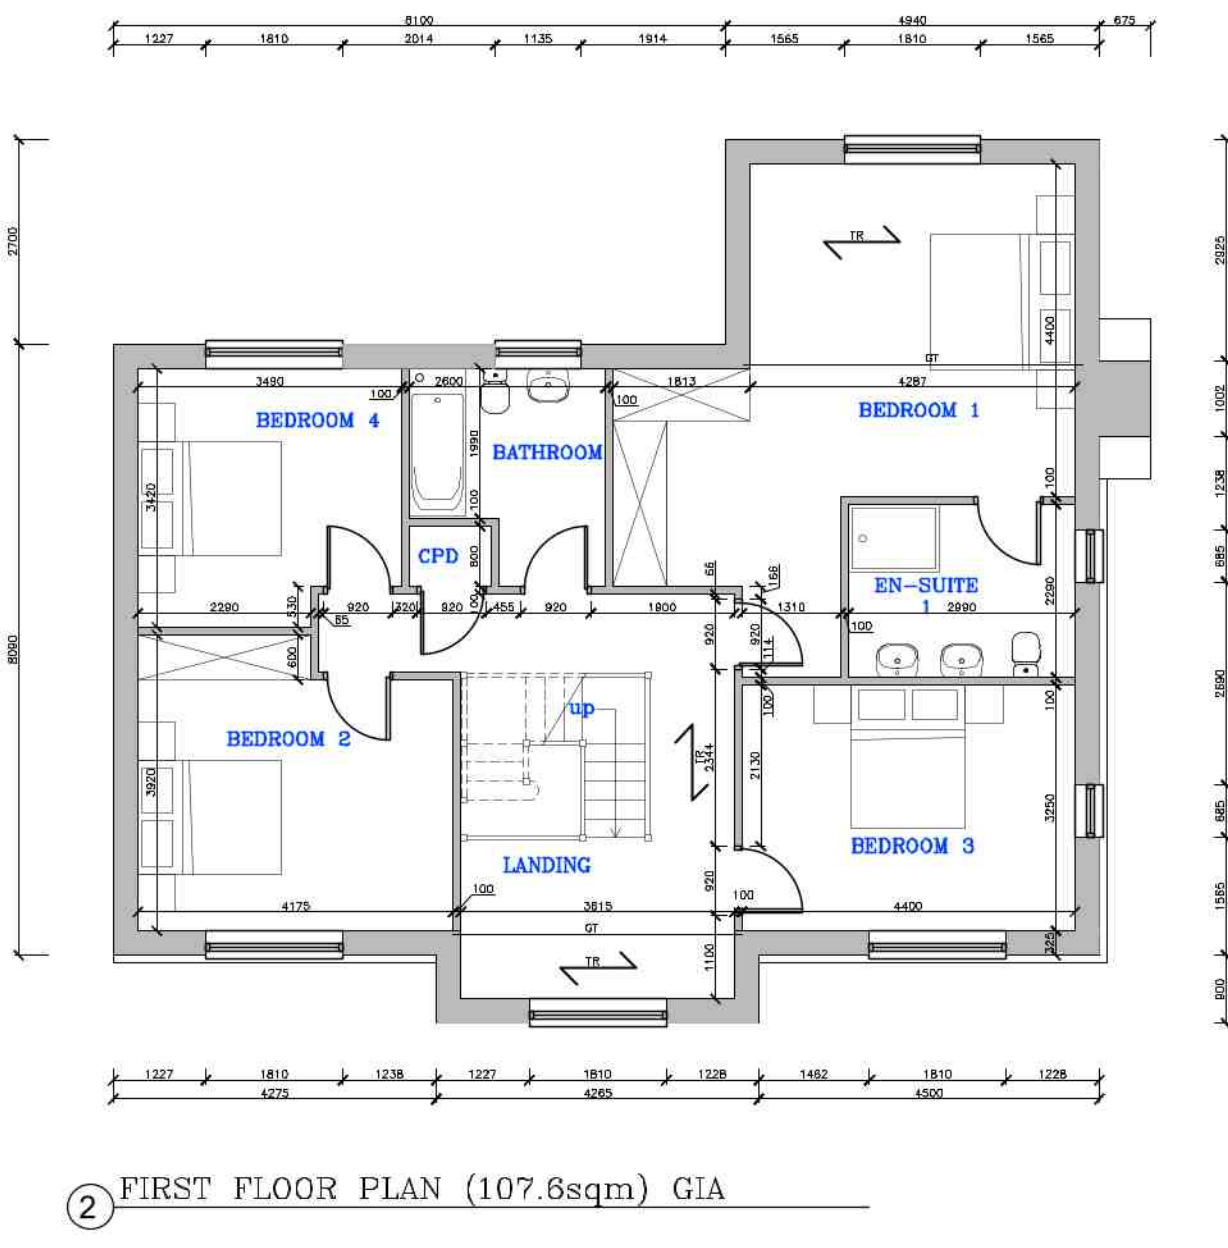 8100 4940 675
1227 1810 2014 1135 1914 1565 1810 1565
2700
2925
TR
4400
GT
3490 2600 1813 4287
100 100
BEDROOM 4 BEDROOM 1
1002
1990
BATHROOM
3420 100 100 1238
CPD
800
685
66 166
EN-SUITE
1
2290
530
2290 920 320 920 455 920 1900 1310 2990
65 100 100
920 920 114
8090
600
2690
100 100
up
BEDROOM 2
TR
2344
2130
3920
3250
685
LANDING
BEDROOM 3
100 920 100
4175 3615 4400
1565
GT
325
TR
1100
900
1227 1810 1238 1227 1810 1228 1462 1810 1228
4275 4265 4500
2 FIRST FLOOR PLAN (107.6sqm) GIA